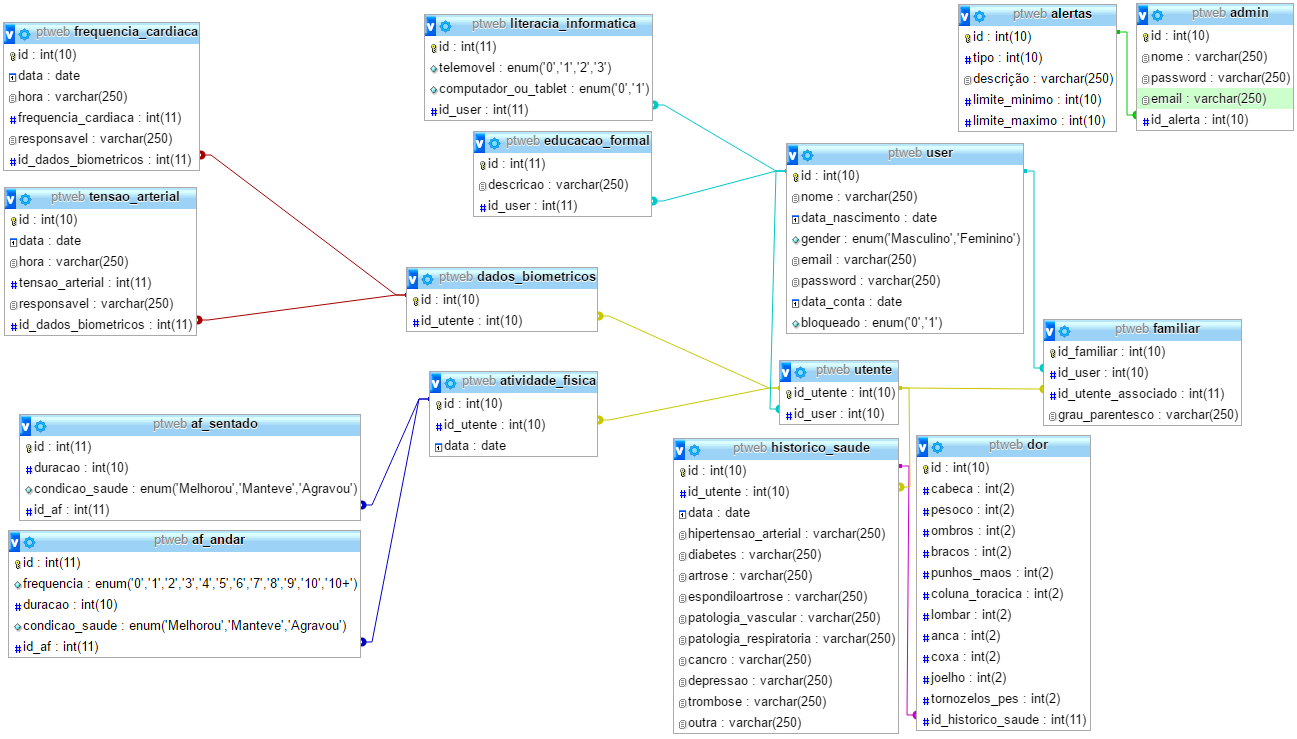 ptweb frequencia_cardiaca
id : int(10)
data : date
hora : varchar(250)
frequencia_cardiaca : int(11)
responsavel : varchar(250)
id_dados_biometricos : int(11)
ptweb tensao_arterial
id : int(10)
data : date
hora : varchar(250)
tensao_arterial : int(11)
responsavel : varchar(250)
id_dados_biometricos : int(11)
ptweb literacia_informatica
id : int(11)
telemovel : enum('0','1','2','3')
computador_ou_tablet : enum('0','1')
id_user : int(11)
ptweb educacao_formal
id : int(11)
descricao : varchar(250)
id_user : int(11)
ptweb dados_biometricos
id : int(10)
id_utente : int(10)
ptweb atividade_fisica
id : int(10)
id_utente : int(10)
data : date
ptweb af_sentado
id : int(11)
duracao : int(10)
condicao_saude : enum('Melhorou','Manteve','Agravou')
id_af : int(11)
ptweb af_andar
id : int(11)
frequencia : enum('0','1','2','3','4','5','6','7','8','9','10','10+')
duracao : int(10)
condicao_saude : enum('Melhorou','Manteve','Agravou')
id_af : int(11)
ptweb alertas
id : int(10)
tipo : int(10)
descrição : varchar(250)
limite_minimo : int(10)
limite_maximo : int(10)
ptweb admin
id : int(10)
nome : varchar(250)
password : varchar(250)
email : varchar(250)
id_alerta : int(10)
ptweb user
id : int(10)
nome : varchar(250)
data_nascimento : date
gender : enum('Masculino','Feminino')
email : varchar(250)
password : varchar(250)
data_conta : date
bloqueado : enum('0','1')
ptweb familiar
id_familiar : int(10)
id_user : int(10)
id_utente_associado : int(11)
grau_parentesco : varchar(250)
ptweb utente
id_utente : int(10)
id_user : int(10)
ptweb historico_saude
id : int(10)
id_utente : int(10)
data : date
hipertensao_arterial : varchar(250)
diabetes : varchar(250)
artrose : varchar(250)
espondiloartrose : varchar(250)
patologia_vascular : varchar(250)
patologia_respiratoria : varchar(250)
cancro : varchar(250)
depressao : varchar(250)
trombose : varchar(250)
outra : varchar(250)
ptweb dor
id : int(10)
cabeca : int(2)
pesoco : int(2)
ombros : int(2)
bracos : int(2)
punhos_maos : int(2)
coluna_toracica : int(2)
lombar : int(2)
anca : int(2)
coxa : int(2)
joelho : int(2)
tornozelos_pes : int(2)
id_historico_saude : int(11)